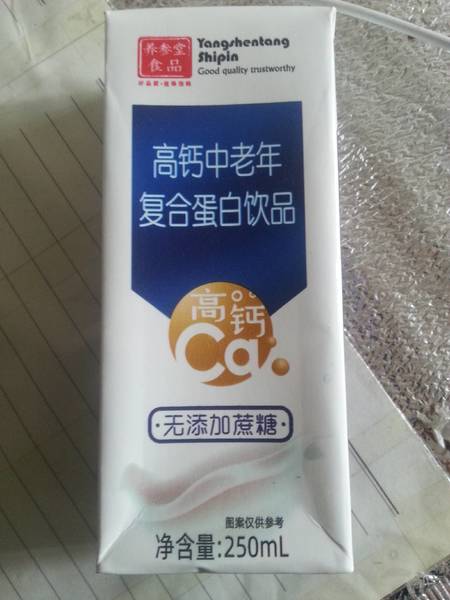 养参堂
食品
Yangshentang
Shipin
Good quality trustworthy
高钙中老年
复合蛋白饮品
高钙
Ca
·无添加蔗糖·
图案仅供参考
净含量:250mL